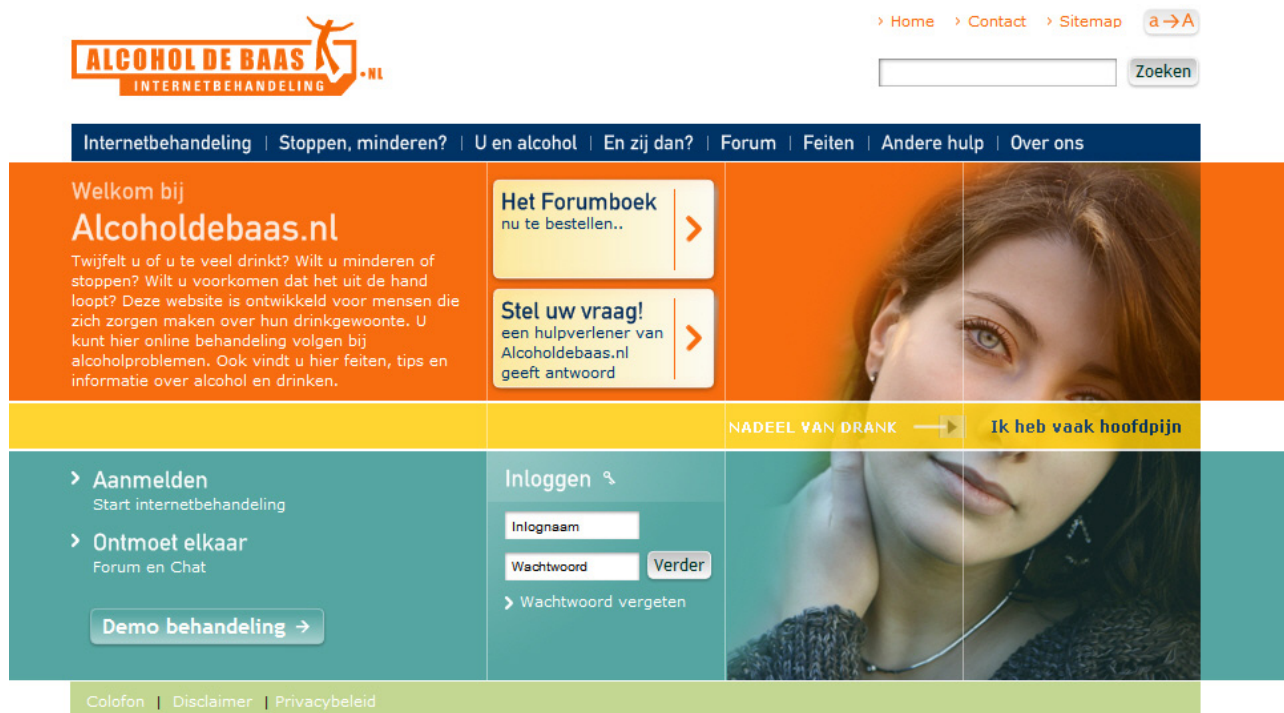 ALCOHOL DE BAAS
.NL
INTERNETBEHANDELING
Home Contact Sitemap a→A
Zoeken
Internetbehandeling | Stoppen, minderen? | U en alcohol | En zij dan? | Forum | Feiten | Andere hulp | Over ons
Welkom bij
Alcoholdebaas.nl
Twijfelt u of u te veel drinkt? Wilt u minderen of
stoppen? Wilt u voorkomen dat het uit de hand
loopt? Deze website is ontwikkeld voor mensen die
zich zorgen maken over hun drinkgewoonte. U
kunt hier online behandeling volgen bij
alcoholproblemen. Ook vindt u hier feiten, tips en
informatie over alcohol en drinken.
Het Forumboek
nu te bestellen..
Stel uw vraag!
een hulpverlener van
Alcoholdebaas.nl
geeft antwoord
NADEEL VAN DRANK Ik heb vaak hoofdpijn
Aanmelden
Start internetbehandeling
Ontmoet elkaar
Forum en Chat
Demo behandeling →
Inloggen
Inlognaam
Wachtwoord Verder
Wachtwoord vergeten
Colofon | Disclaimer | Privacybeleid